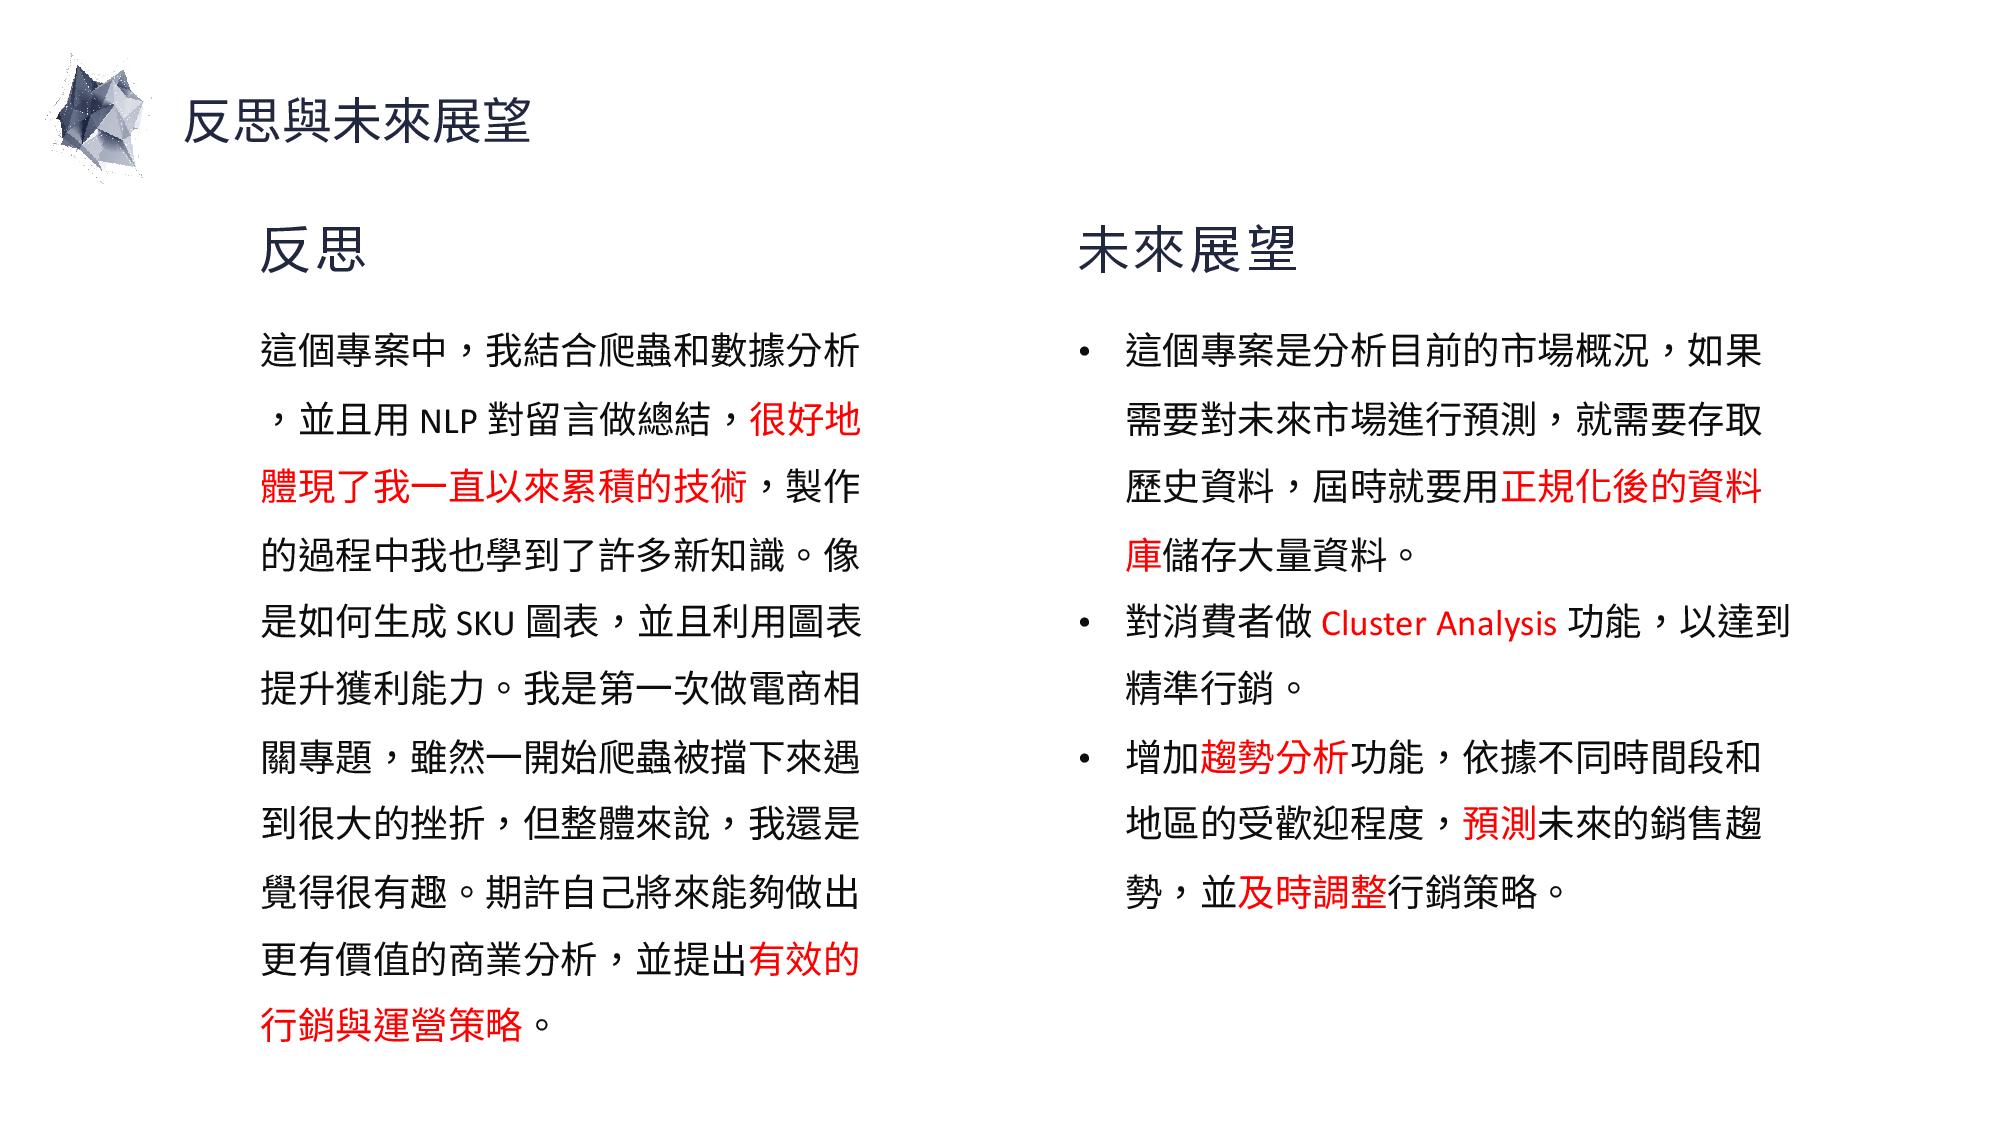 反思與未來展望
反思
這個專案中，我結合爬蟲和數據分析
，並且用 NLP 對留言做總結，很好地
體現了我一直以來累積的技術，製作
的過程中我也學到了許多新知識。像
是如何生成 SKU 圖表，並且利用圖表
提升獲利能力。我是第一次做電商相
關專題，雖然一開始爬蟲被擋下來遇
到很大的挫折，但整體來說，我還是
覺得很有趣。期許自己將來能夠做出
更有價值的商業分析，並提出有效的
行銷與運營策略。
未來展望
• 這個專案是分析目前的市場概況，如果
需要對未來市場進行預測，就需要存取
歷史資料，屆時就要用正規化後的資料
庫儲存大量資料。
• 對消費者做 Cluster Analysis 功能，以達到
精準行銷。
• 增加趨勢分析功能，依據不同時間段和
地區的受歡迎程度，預測未來的銷售趨
勢，並及時調整行銷策略。